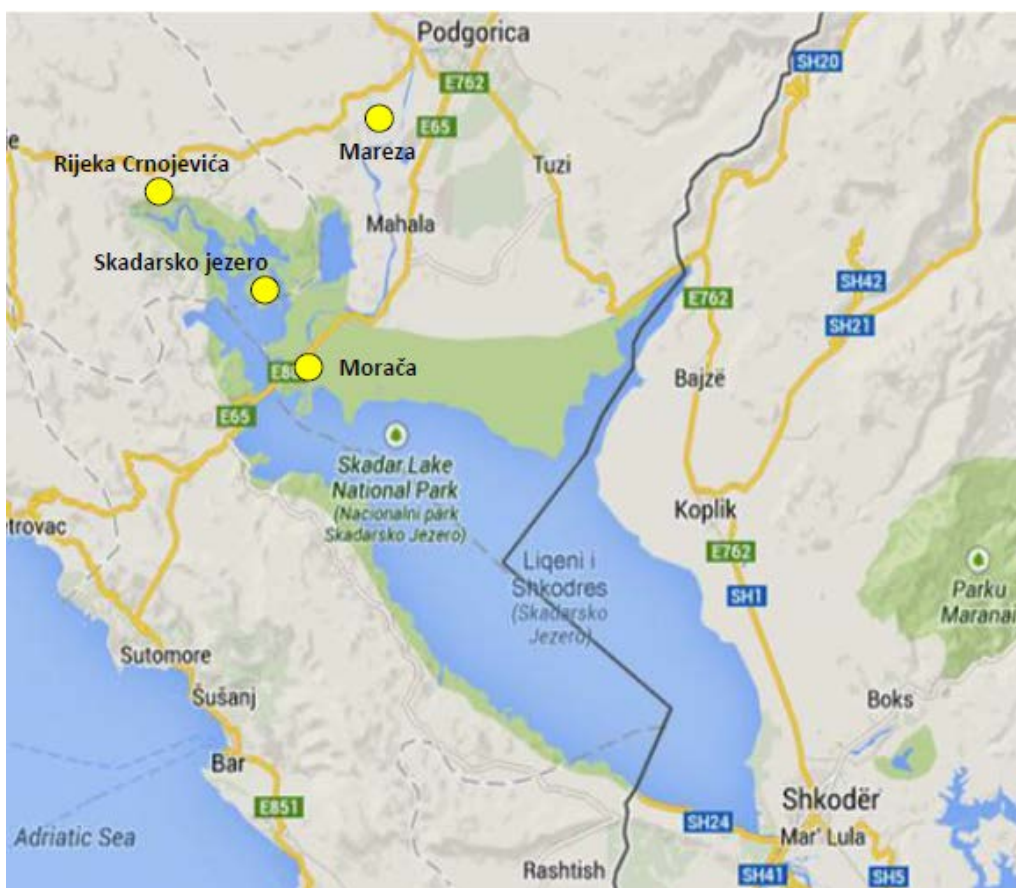 Podgorica
SH20
E762
E65
Mareza
Rijeka Crnojevića
Tuzi
Mahala
Skadarsko jezero
SH42
E762
SH21
Morača
Bajzë
E65
Skadar Lake
National Park
(Nacionalni park
Skadarsko Jezero)
Koplik
trovac
E762
Liqeni i
Shkodres
(Skadarsko
Jezero)
SH1
Parku
Maranai
Sutomore
Šušanj
Boks
Bar
E851
Shkodër
Adriatic Sea
SH24
Mar' Lula
Rashtish
SH41
SH5